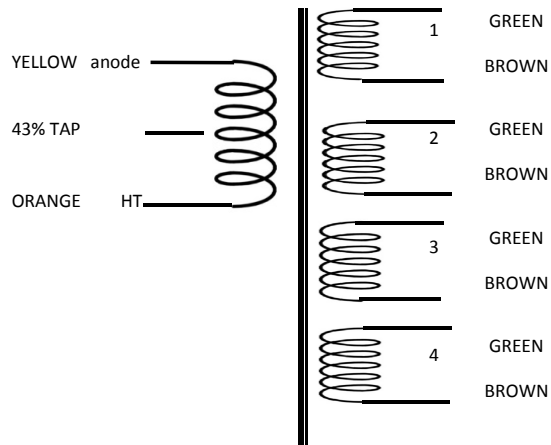 YELLOW anode
43% TAP
ORANGE HT
1 GREEN
BROWN
2 GREEN
BROWN
3 GREEN
BROWN
4 GREEN
BROWN